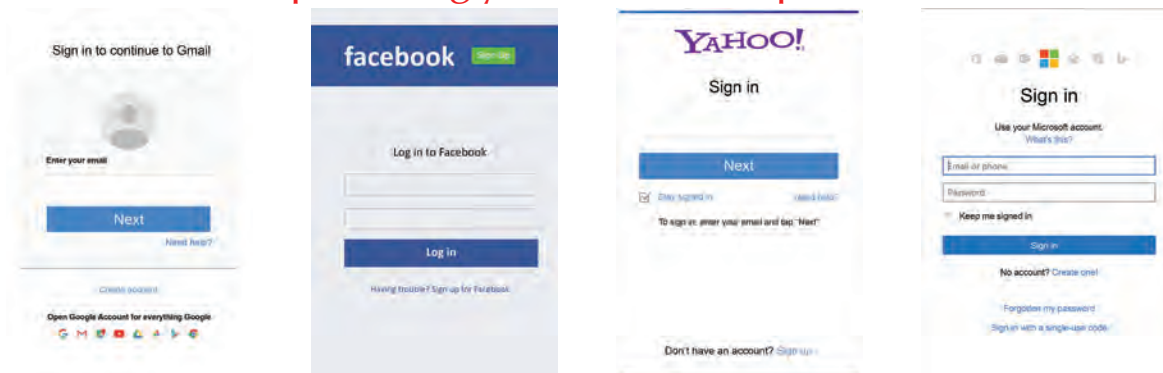 Sign in to continue to Gmail
Enter your email
Next
Need help?
Create account
Open Google Account for everything Google
facebook Sign Up
Log in to Facebook
Log in
Having trouble? Sign up for Facebook
YAHOO!
Sign in
Next
Stay signed in
To sign in, enter your email and tap "Next"
Don't have an account? Sign up
Sign in
Use your Microsoft account.
What's this?
Email or phone
Password
Keep me signed in
Sign in
No account? Create one!
Forgotten my password
Sign in with a single-use code